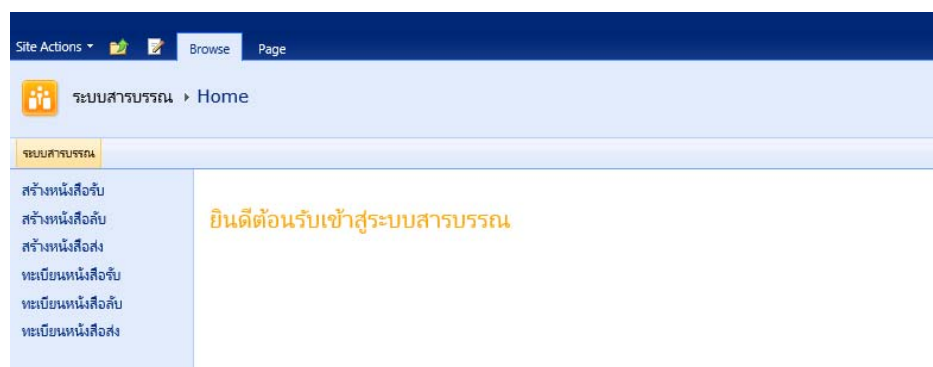 Site Actions Browse Page
ระบบสารบรรณ Home
ระบบสารบรรณ
สร้างหนังสือรับ
สร้างหนังสือลับ
สร้างหนังสือส่ง
ทะเบียนหนังสือรับ
ทะเบียนหนังสือลับ
ทะเบียนหนังสือส่ง
ยินดีต้อนรับเข้าสู่ระบบสารบรรณ